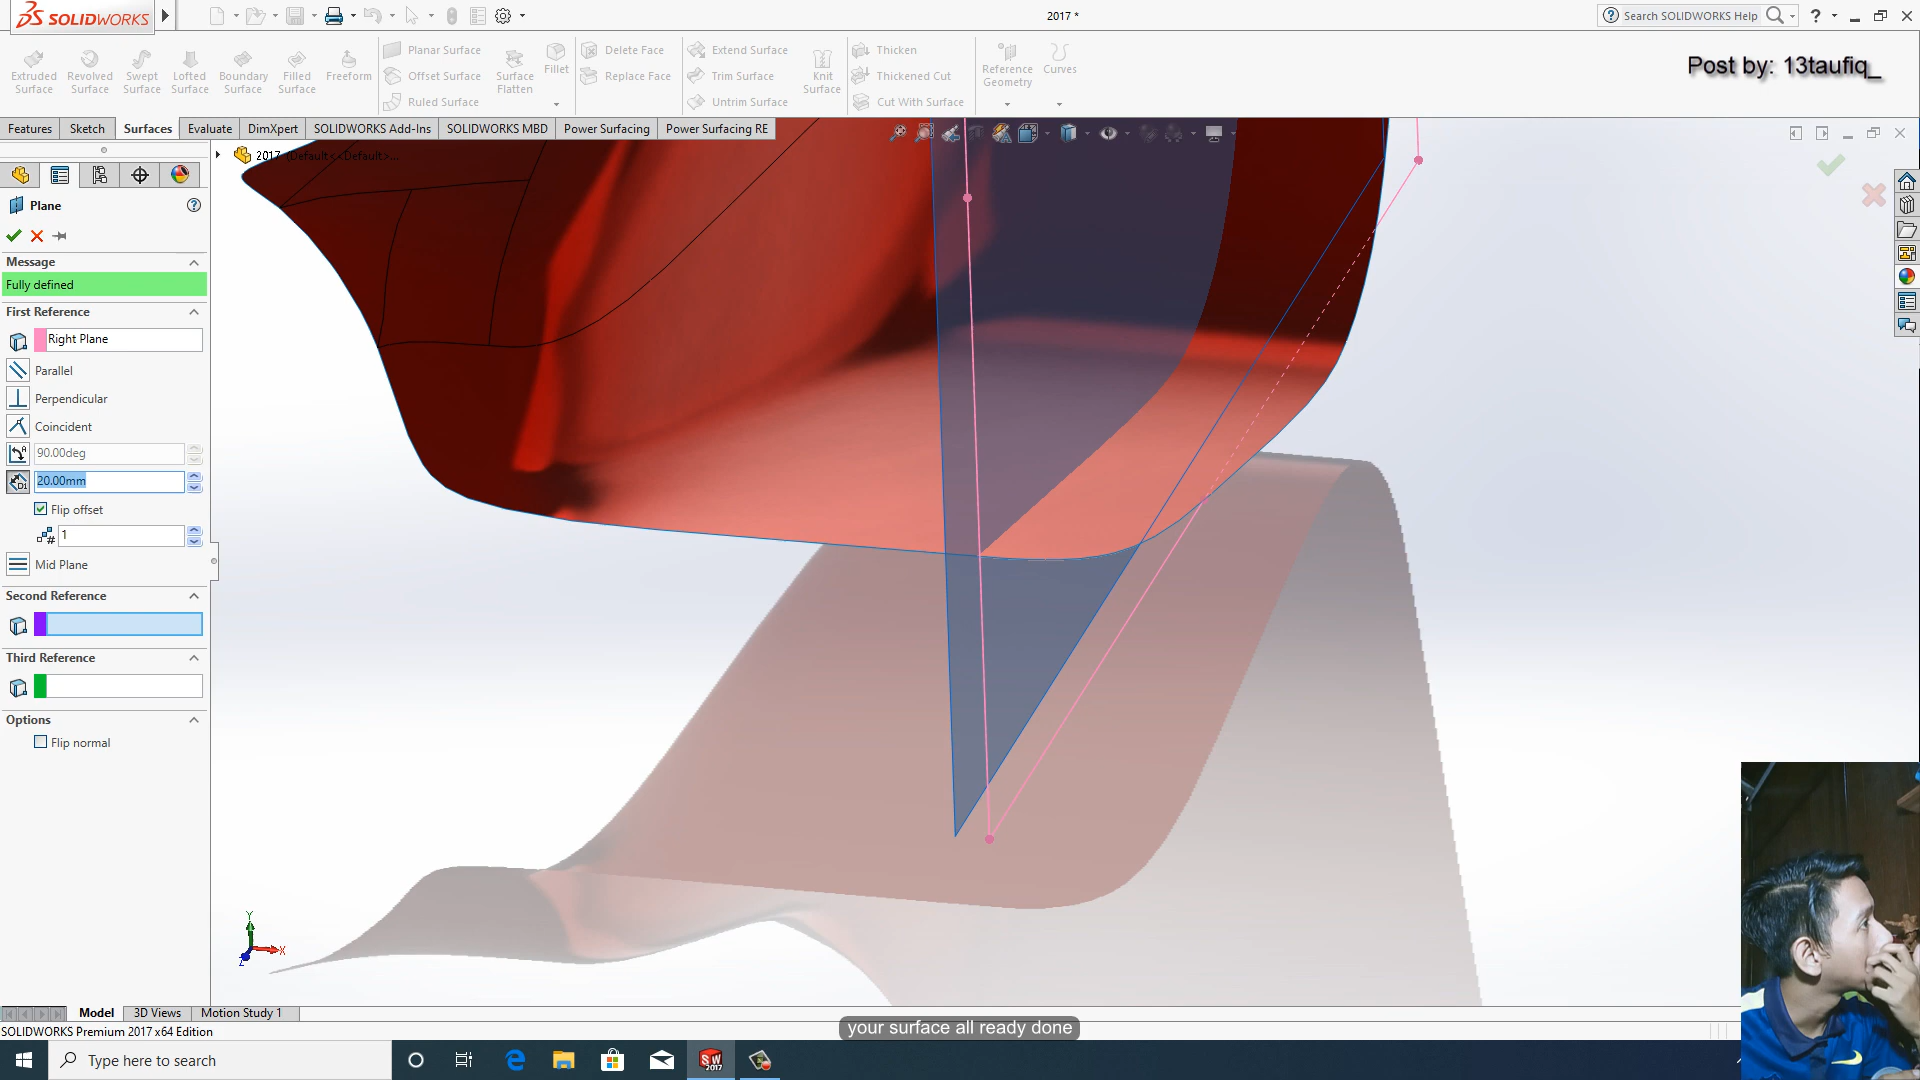 SOLIDWORKS
2017 *
Search SOLIDWORKS Help
?
Extruded Surface
Revolved Surface
Swept Surface
Lofted Surface
Boundary Surface
Filled Surface
Freeform
Planar Surface
Offset Surface
Ruled Surface
Surface Flatten
Fillet
Delete Face
Replace Face
Extend Surface
Trim Surface
Untrim Surface
Knit Surface
Thicken
Thickened Cut
Cut With Surface
Reference Geometry
Curves
Post by: 13taufiq_
Features
Sketch
Surfaces
Evaluate
DimXpert
SOLIDWORKS Add-Ins
SOLIDWORKS MBD
Power Surfacing
Power Surfacing RE
2017 (Default<<Default>...
Plane
?
Message
Fully defined
First Reference
Right Plane
Parallel
Perpendicular
Coincident
90.00deg
20.00mm
Flip offset
1
Mid Plane
Second Reference
Third Reference
Options
Flip normal
Y
X
Z
Model
3D Views
Motion Study 1
SOLIDWORKS Premium 2017 x64 Edition
your surface all ready done
Type here to search
SW
2017